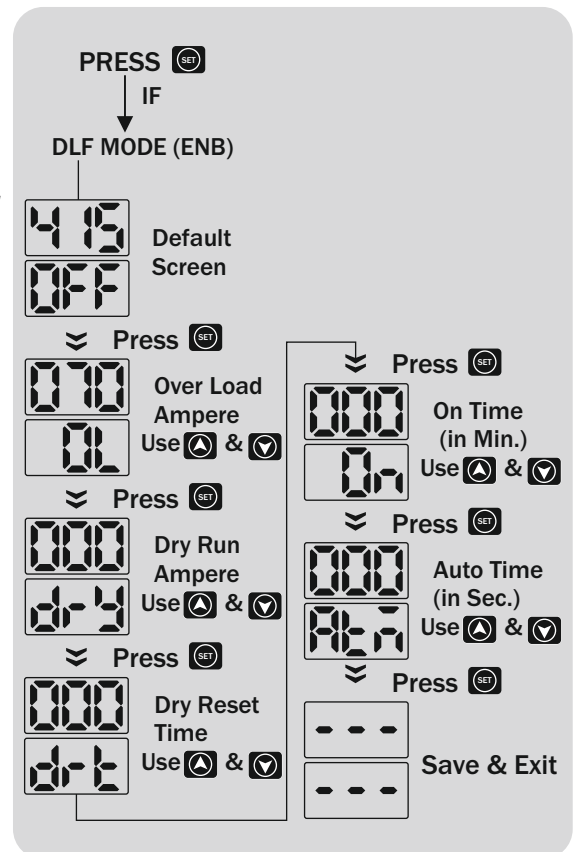 PRESS SET
IF
DLF MODE (ENB)
415
OFF
Default
Screen
Press SET
070
OL
Over Load
Ampere
Use &
Press SET
000
dry
Dry Run
Ampere
Use &
Press SET
000
drt
Dry Reset
Time
Use &
Press SET
000
On
On Time
(in Min.)
Use &
Press SET
000
Atm
Auto Time
(in Sec.)
Use &
Press SET
---
---
Save & Exit